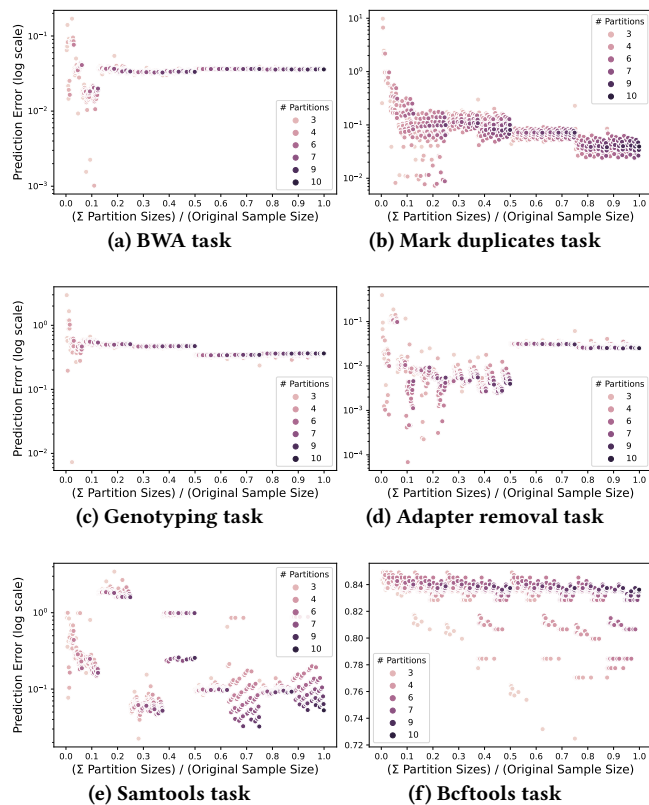 Prediction Error (log scale)
10⁻¹
10⁻²
10⁻³
# Partitions
3
4
6
7
9
10
0.0 0.1 0.2 0.3 0.4 0.5 0.6 0.7 0.8 0.9 1.0
(Σ Partition Sizes) / (Original Sample Size)
(a) BWA task
10¹
10⁰
10⁻¹
10⁻²
# Partitions
3
4
6
7
9
10
0.0 0.1 0.2 0.3 0.4 0.5 0.6 0.7 0.8 0.9 1.0
(Σ Partition Sizes) / (Original Sample Size)
(b) Mark duplicates task
Prediction Error (log scale)
10⁰
10⁻¹
10⁻²
# Partitions
3
4
6
7
9
10
0.0 0.1 0.2 0.3 0.4 0.5 0.6 0.7 0.8 0.9 1.0
(Σ Partition Sizes) / (Original Sample Size)
(c) Genotyping task
10⁻¹
10⁻²
10⁻³
10⁻⁴
# Partitions
3
4
6
7
9
10
0.0 0.1 0.2 0.3 0.4 0.5 0.6 0.7 0.8 0.9 1.0
(Σ Partition Sizes) / (Original Sample Size)
(d) Adapter removal task
Prediction Error (log scale)
10⁰
10⁻¹
# Partitions
3
4
6
7
9
10
0.0 0.1 0.2 0.3 0.4 0.5 0.6 0.7 0.8 0.9 1.0
(Σ Partition Sizes) / (Original Sample Size)
(e) Samtools task
0.84
0.82
0.80
0.78
0.76
0.74
0.72
# Partitions
3
4
6
7
9
10
0.0 0.1 0.2 0.3 0.4 0.5 0.6 0.7 0.8 0.9 1.0
(Σ Partition Sizes) / (Original Sample Size)
(f) Bcftools task